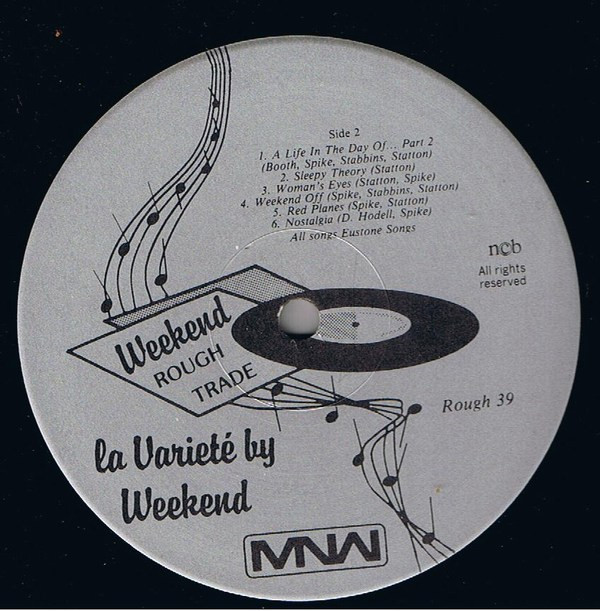 Side 2
1. A Life In The Day Of... Part 2
(Booth, Spike, Stabbins, Statton)
2. Sleepy Theory (Statton)
3. Woman's Eyes (Statton, Spike)
4. Weekend Off (Spike, Stabbins, Statton)
5. Red Planes (Spike, Statton)
6. Nostalgia (D. Hodell, Spike)
All songs Eustone Songs
ncb
All rights
reserved
Weekend
ROUGH
TRADE
Rough 39
la Varieté by
Weekend
MNW